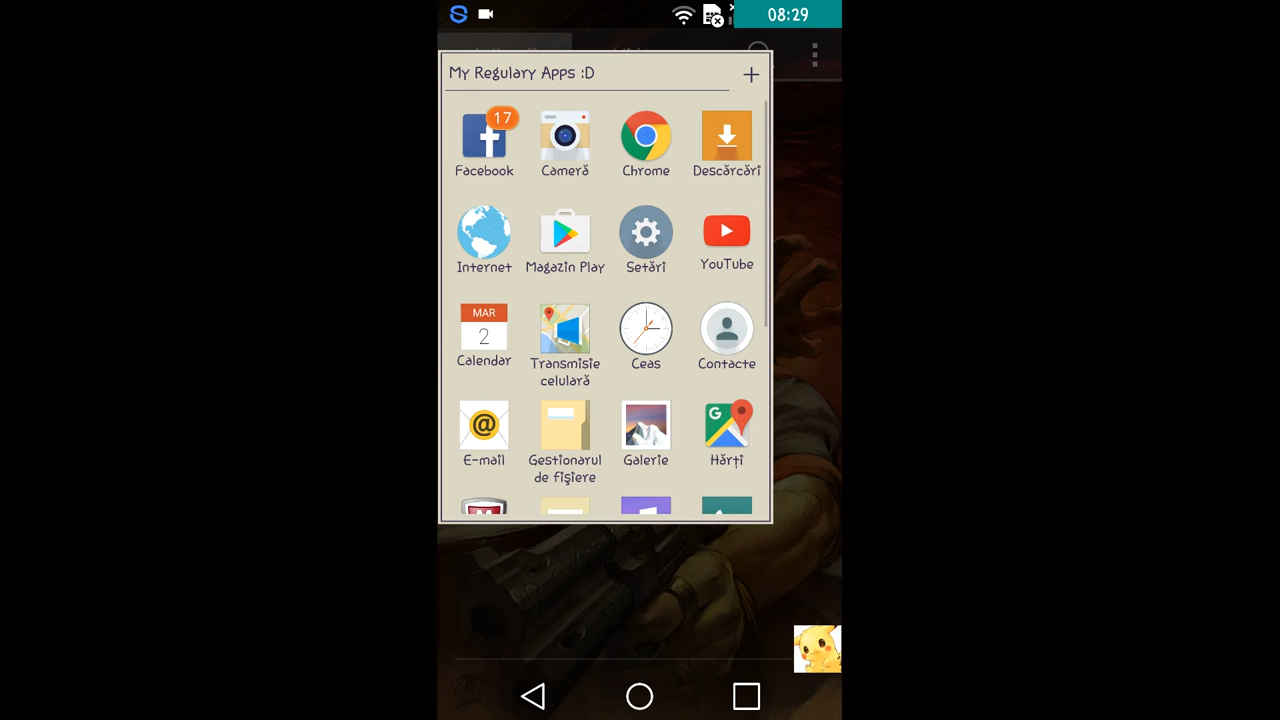 08:29
My Regulary Apps :D
17
Facebook
Cameră
Chrome
Descărcări
Internet
Magazin Play
Setări
YouTube
MAR
2
Calendar
Transmisie
celulară
Ceas
Contacte
@
E-mail
Gestionarul
de fişiere
Galerie
G
Hărți